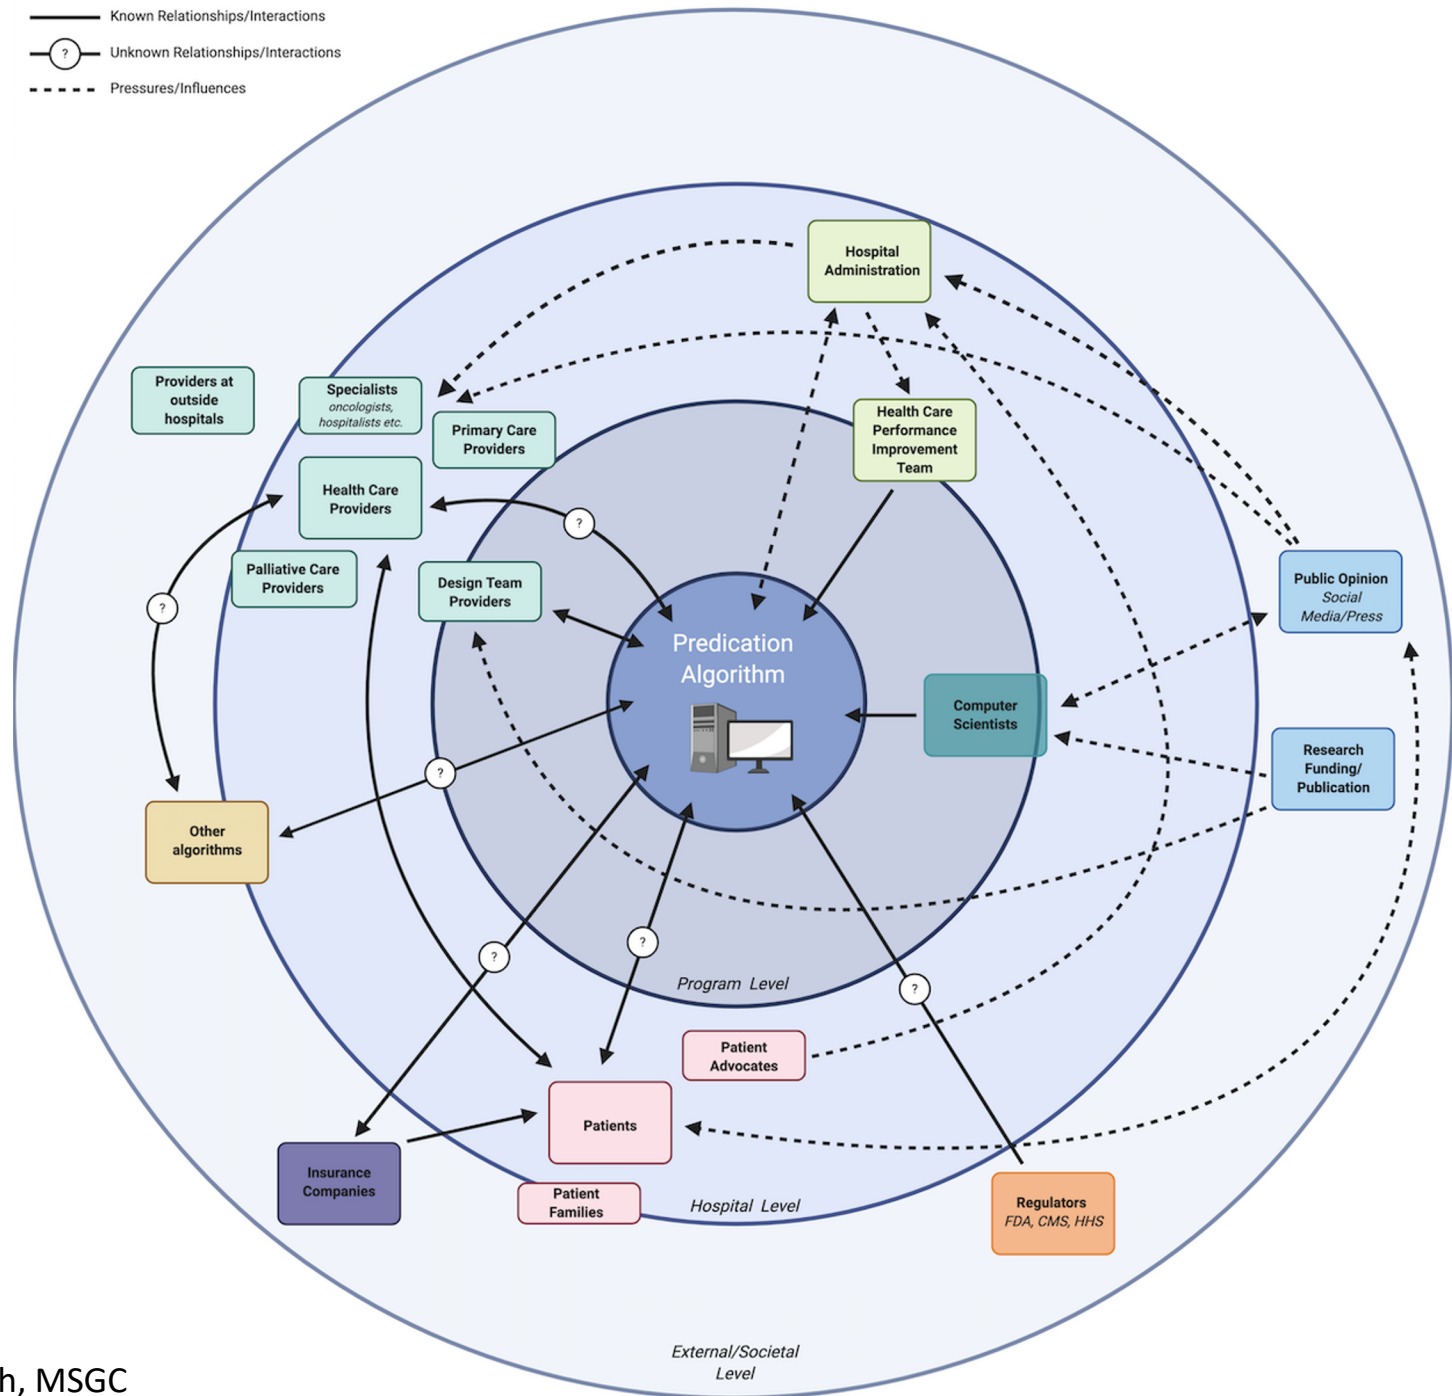 Known Relationships/Interactions
?
Unknown Relationships/Interactions
Pressures/Influences
Hospital
Administration
Providers at
outside
hospitals
Specialists
oncologists,
hospitalists etc.
Primary Care
Providers
Health Care
Performance
Improvement
Team
Health Care
Providers
?
Palliative Care
Providers
Design Team
Providers
?
Public Opinion
Social
Media/Press
Predication
Algorithm
Computer
Scientists
Research
Funding/
Publication
?
Other
algorithms
?
?
?
Program Level
Patient
Advocates
Patients
Insurance
Companies
Patient
Families
Hospital Level
Regulators
FDA, CMS, HHS
External/Societal
Level
h, MSGC